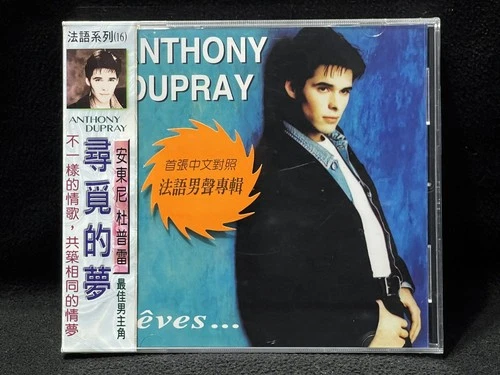 法語系列(16)
ANTHONY
DUPRAY
安東尼 杜普雷
最佳男主角
尋覓的夢
不一樣的情歌，共築相同的情夢
ANTHONY
DUPRAY
首張中文對照
法語男聲專輯
êves...